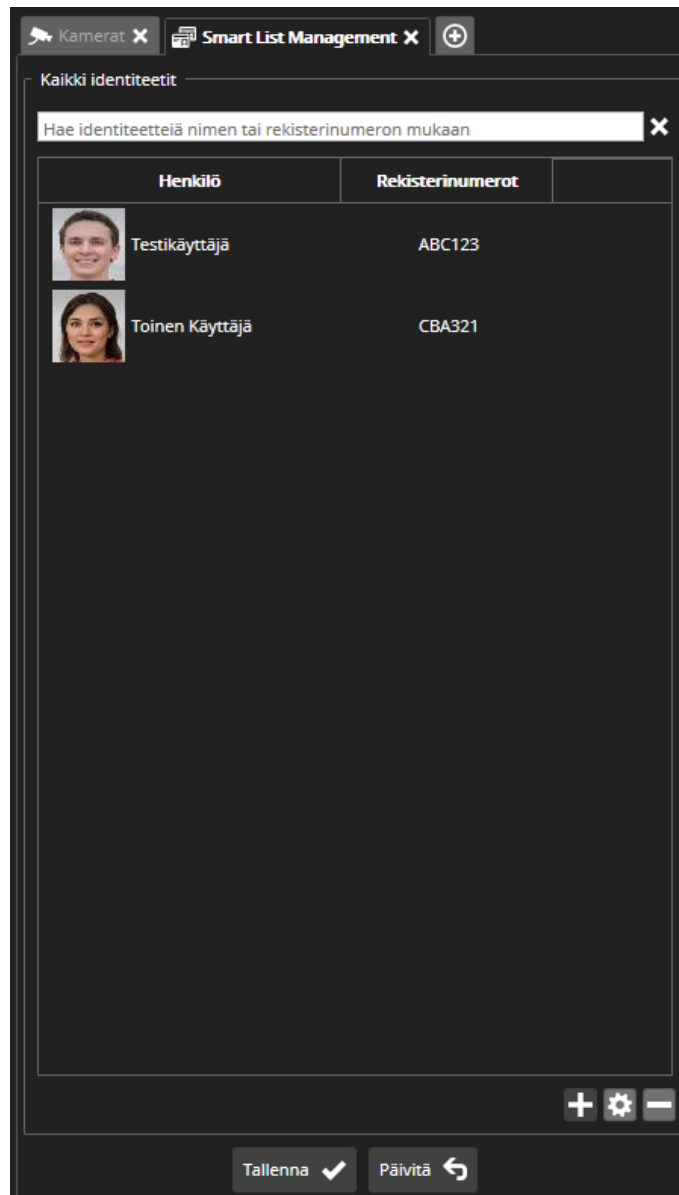 Kamerat
Smart List Management
Kaikki identiteetit
Hae identiteetteiä nimen tai rekisterinumeron mukaan
Henkilö Rekisterinumerot
Testikäyttäjä ABC123
Toinen Käyttäjä CBA321
Tallenna Päivitä